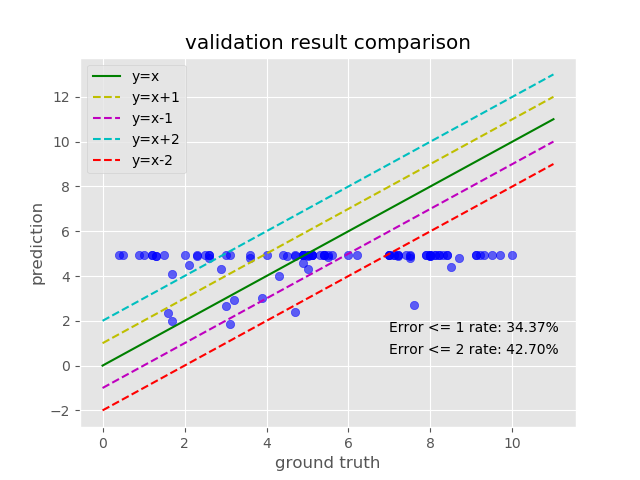 validation result comparison
y=x
y=x+1
y=x-1
y=x+2
y=x-2
12
10
8
6
4
2
0
−2
prediction
Error <= 1 rate: 34.37%
Error <= 2 rate: 42.70%
0 2 4 6 8 10
ground truth